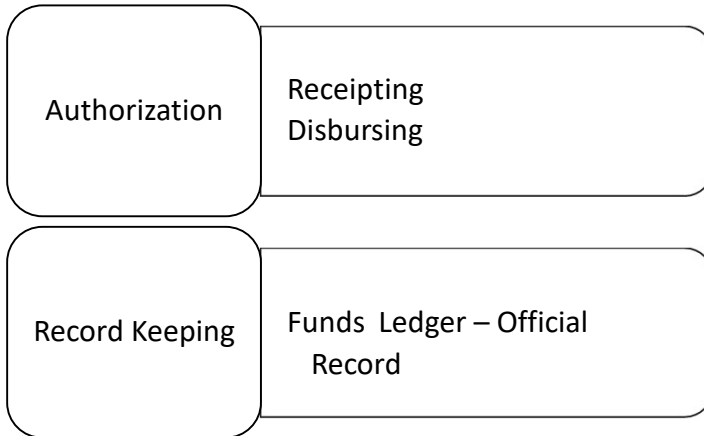 Authorization
Receipting
Disbursing
Record Keeping
Funds Ledger – Official
Record